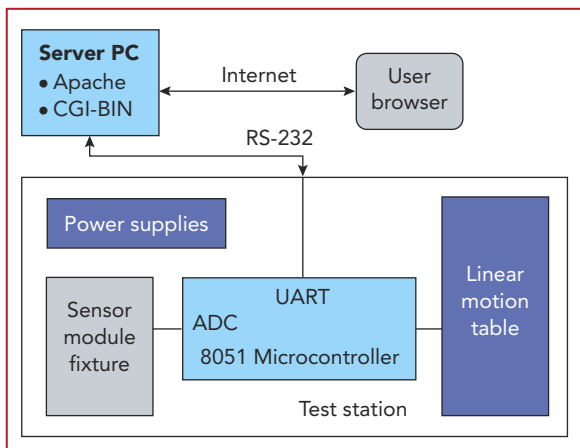 Server PC
• Apache
• CGI-BIN
Internet
User
browser
RS-232
Power supplies
Sensor
module
fixture
UART
ADC
8051 Microcontroller
Linear
motion
table
Test station